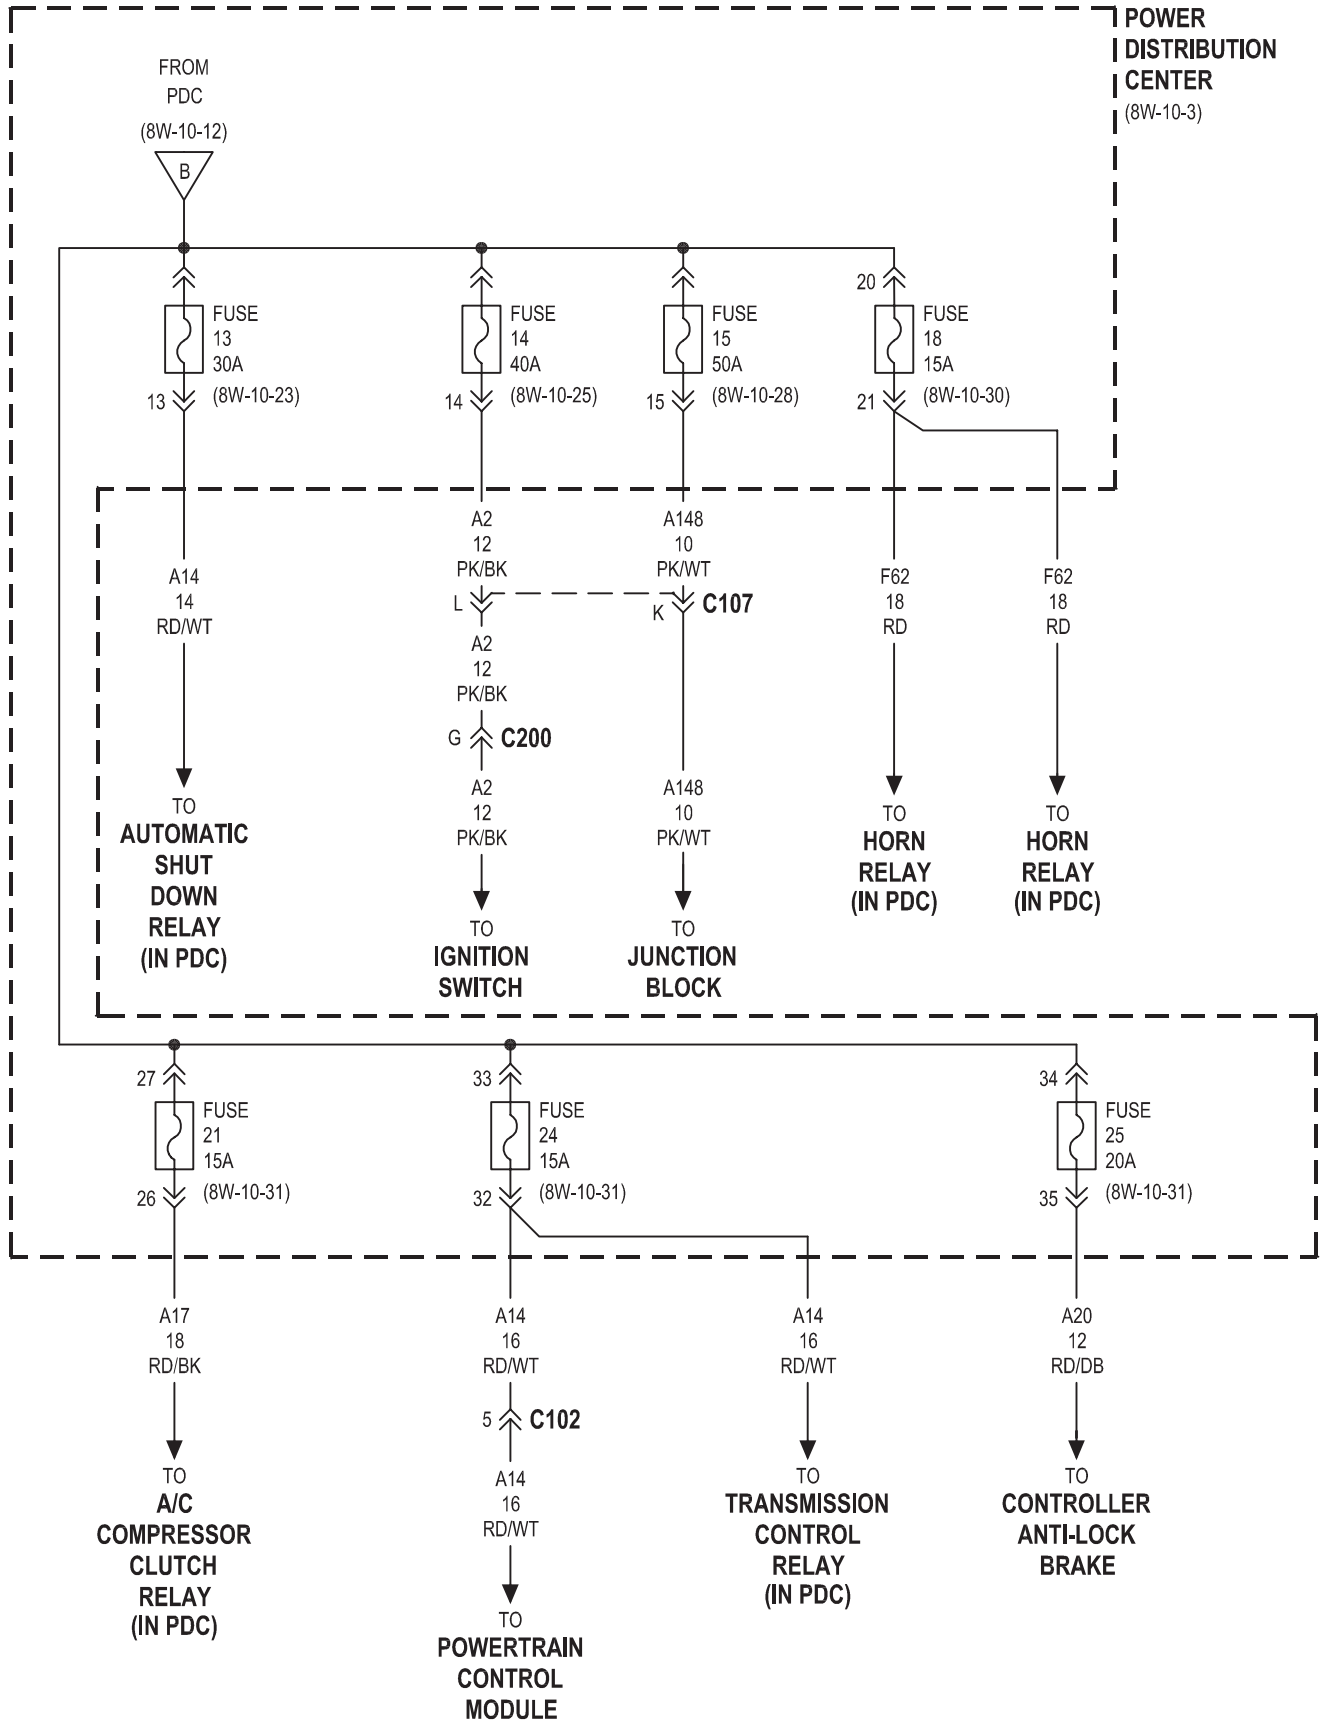 POWER
DISTRIBUTION
CENTER
(8W-10-3)
FROM
PDC
(8W-10-12)
B
FUSE
13
30A
(8W-10-23)
13
FUSE
14
40A
(8W-10-25)
14
FUSE
15
50A
(8W-10-28)
15
20
FUSE
18
15A
(8W-10-30)
21
A14
14
RD/WT
TO
AUTOMATIC
SHUT
DOWN
RELAY
(IN PDC)
A2
12
PK/BK
L
A2
12
PK/BK
G
C200
A2
12
PK/BK
TO
IGNITION
SWITCH
A148
10
PK/WT
K
C107
A148
10
PK/WT
TO
JUNCTION
BLOCK
F62
18
RD
TO
HORN
RELAY
(IN PDC)
F62
18
RD
TO
HORN
RELAY
(IN PDC)
27
FUSE
21
15A
(8W-10-31)
26
33
FUSE
24
15A
(8W-10-31)
32
34
FUSE
25
20A
(8W-10-31)
35
A17
18
RD/BK
TO
A/C
COMPRESSOR
CLUTCH
RELAY
(IN PDC)
A14
16
RD/WT
5
C102
A14
16
RD/WT
TO
POWERTRAIN
CONTROL
MODULE
A14
16
RD/WT
TO
TRANSMISSION
CONTROL
RELAY
(IN PDC)
A20
12
RD/DB
TO
CONTROLLER
ANTI-LOCK
BRAKE